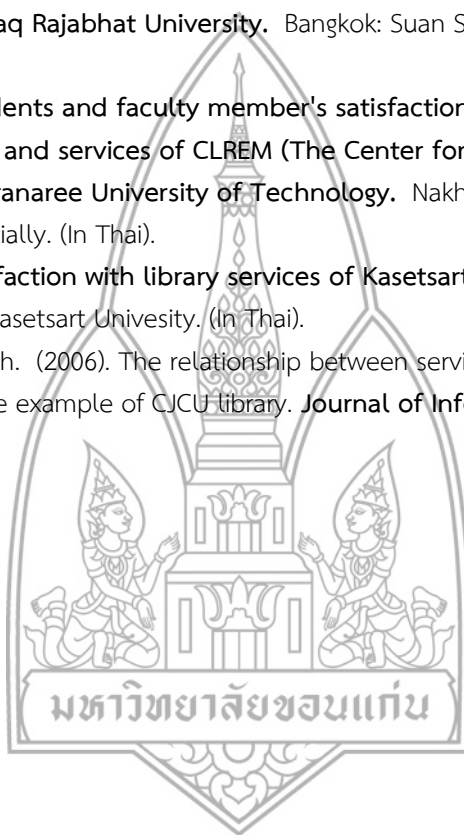 aq Rajabhat University. Bangkok: Suan S
dents and faculty member's satisfaction
and services of CLREM (The Center for
ranaree University of Technology. Nakh
ially. (In Thai).
faction with library services of Kasetsart
asetsart Univesity. (In Thai).
h. (2006). The relationship between servi
e example of CJCU library. Journal of Inf
มหาวิทยาลัยขอนแก่น